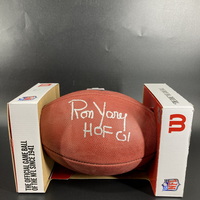 Ron Yary
HOF 01
THE OFFICIAL GAME BALL
OF THE NFL SINCE 1941